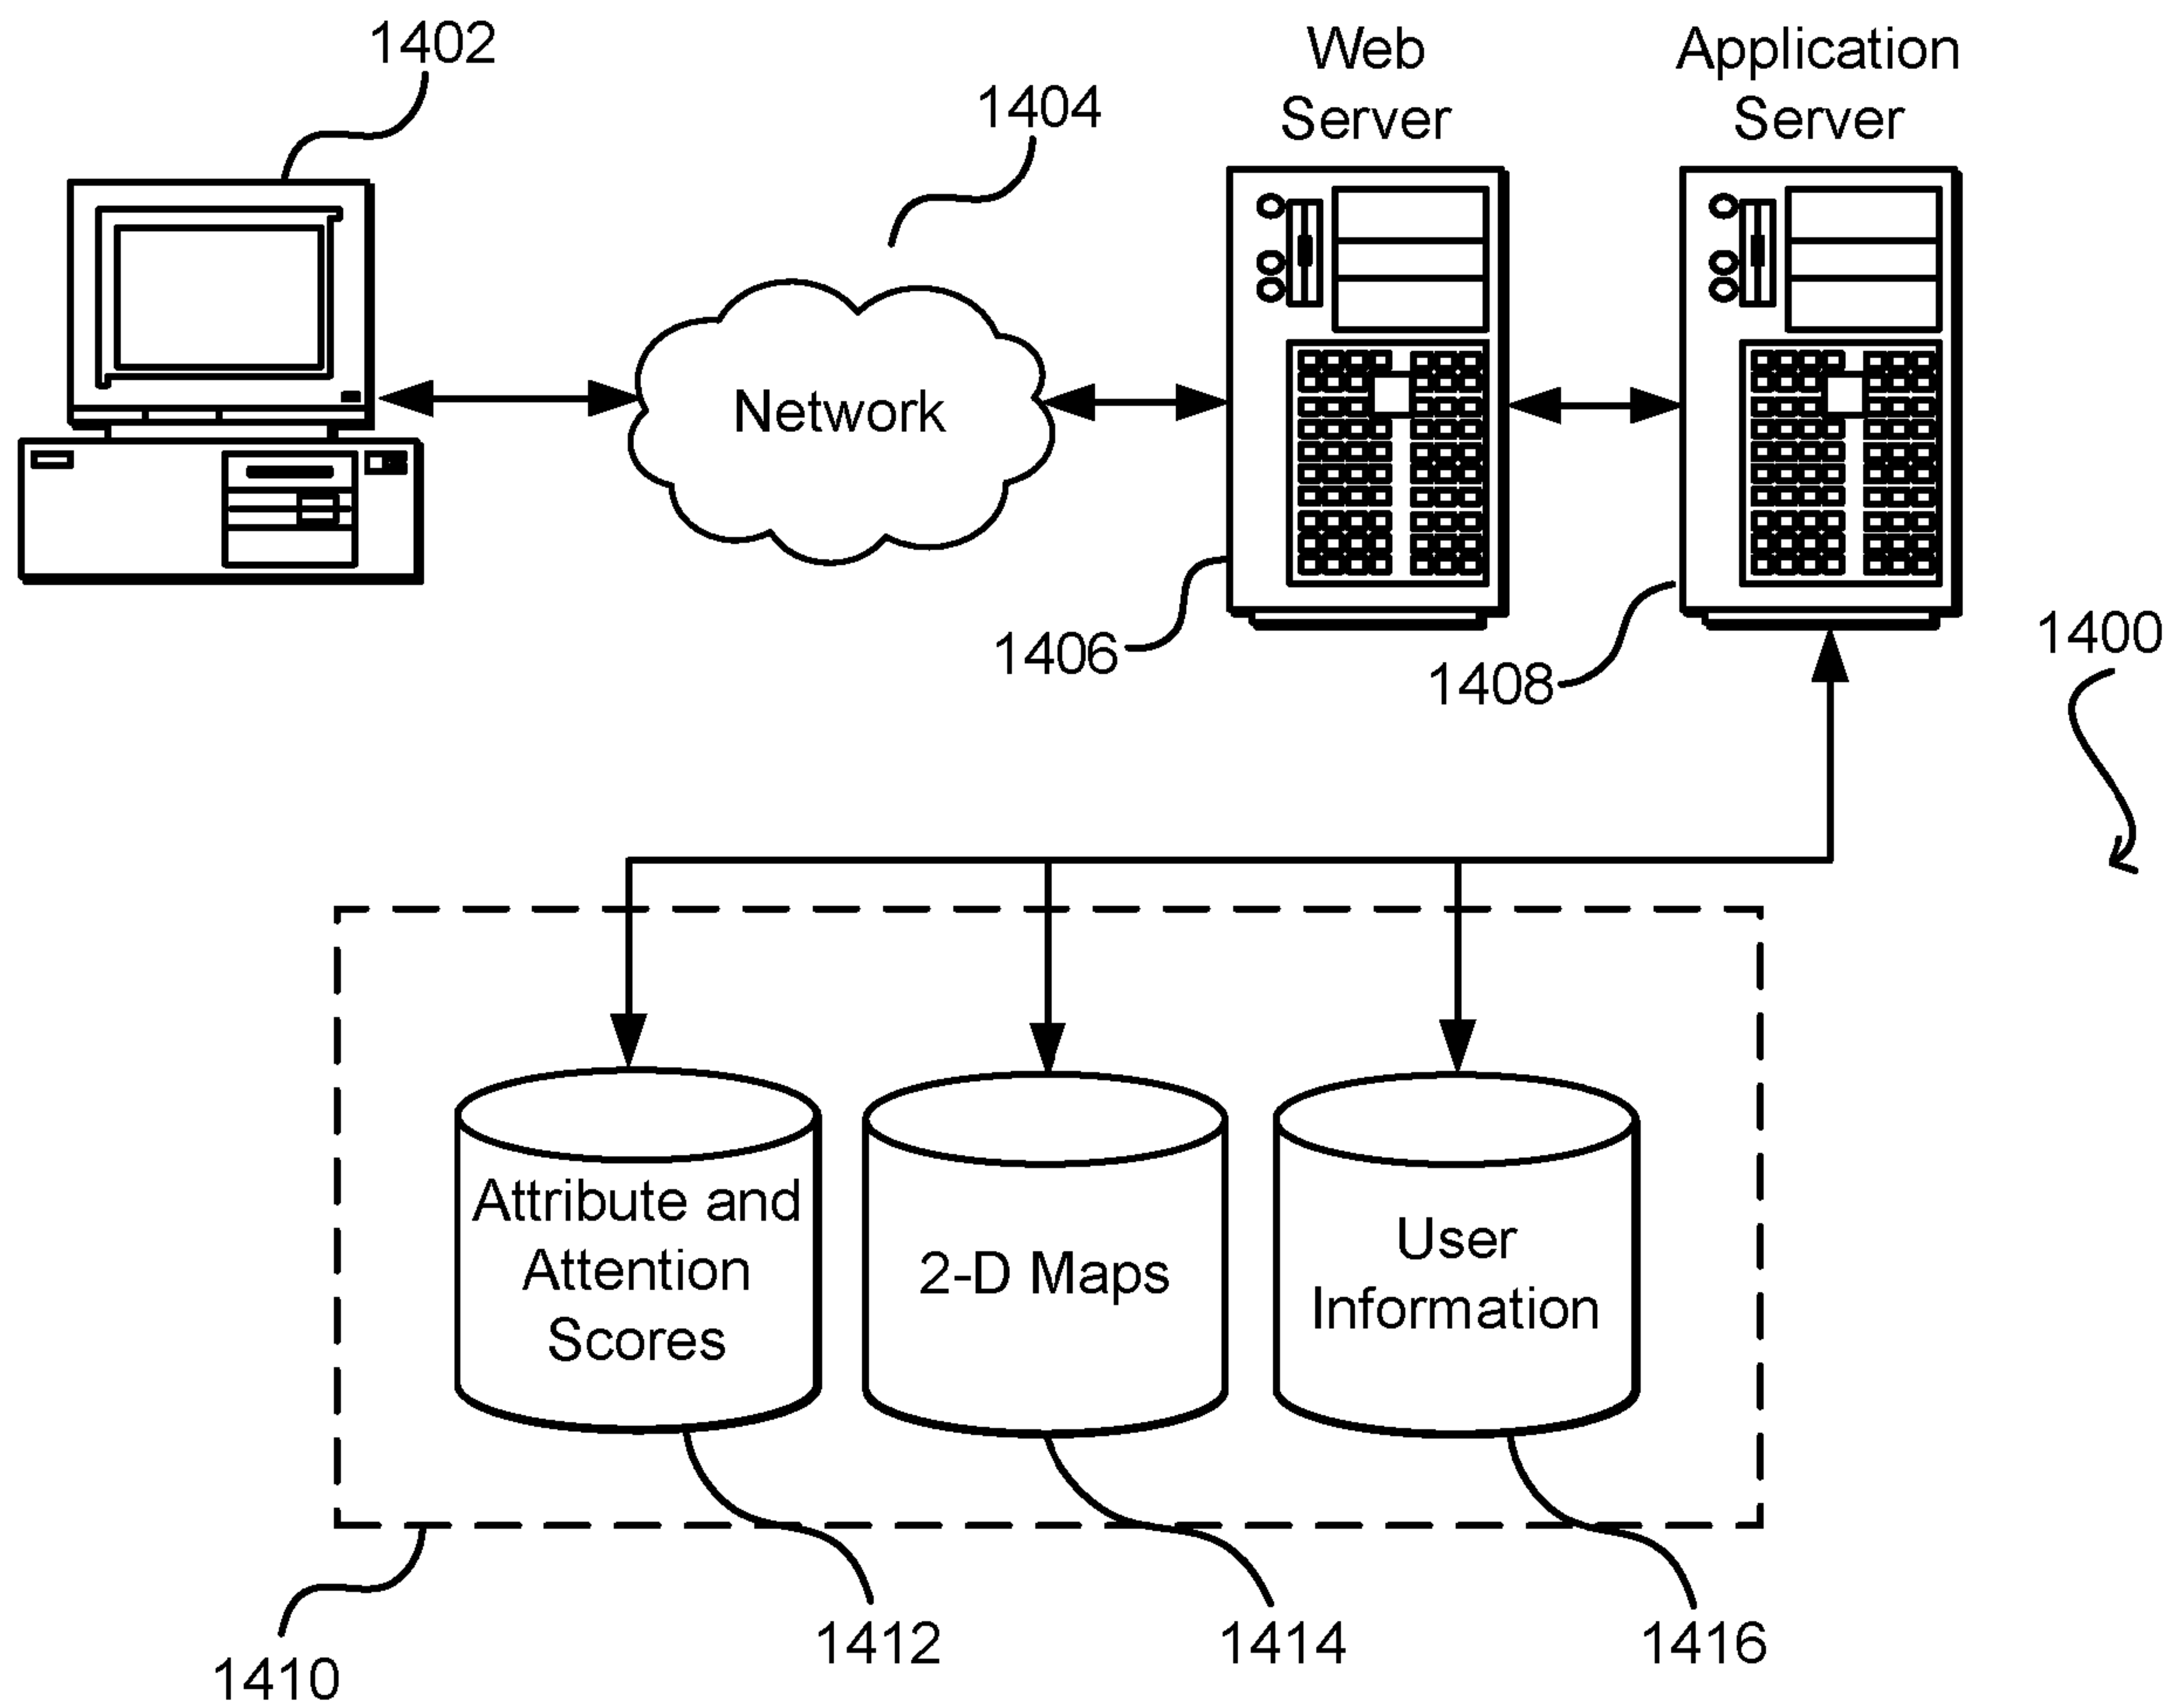 1402
1404
Web
Server
Application
Server
Network
1406
1408
1400
Attribute and
Attention
Scores
2-D Maps
User
Information
1410
1412
1414
1416